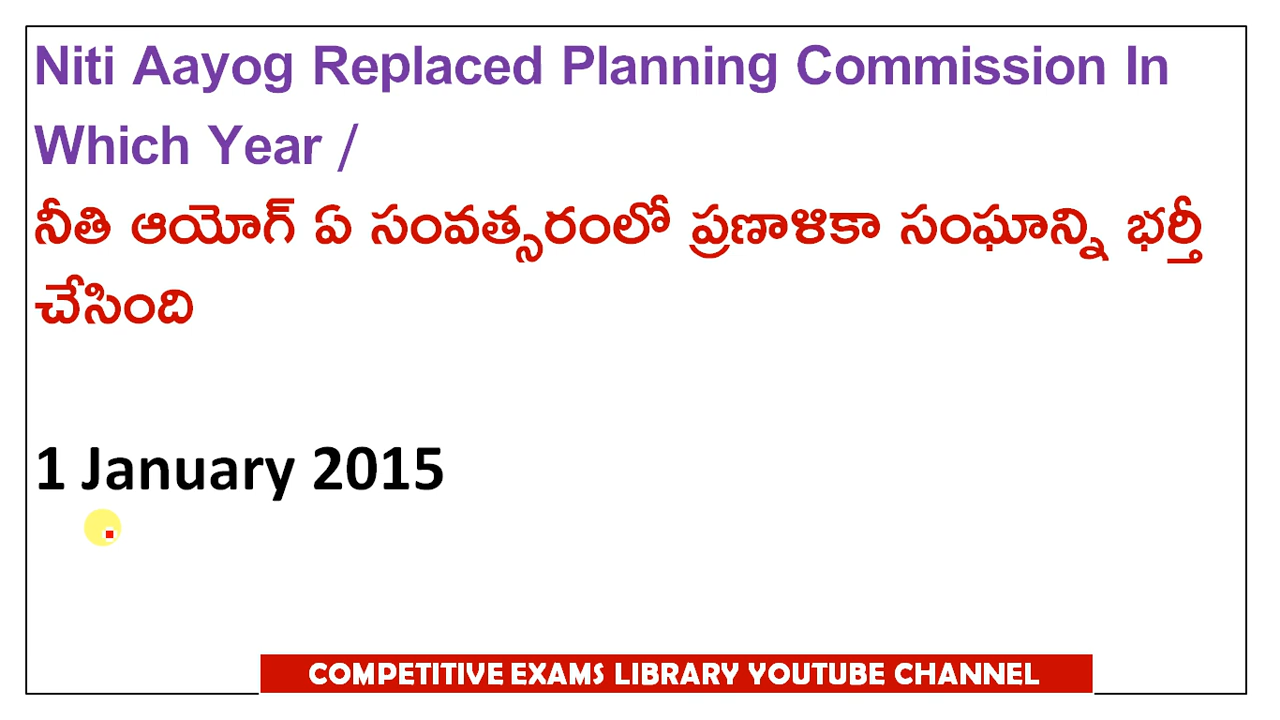 Niti Aayog Replaced Planning Commission In
Which Year /
నీతి ఆయోగ్ ఏ సంవత్సరంలో ప్రణాళికా సంఘాన్ని భర్తీ
చేసింది
1 January 2015
COMPETITIVE EXAMS LIBRARY YOUTUBE CHANNEL